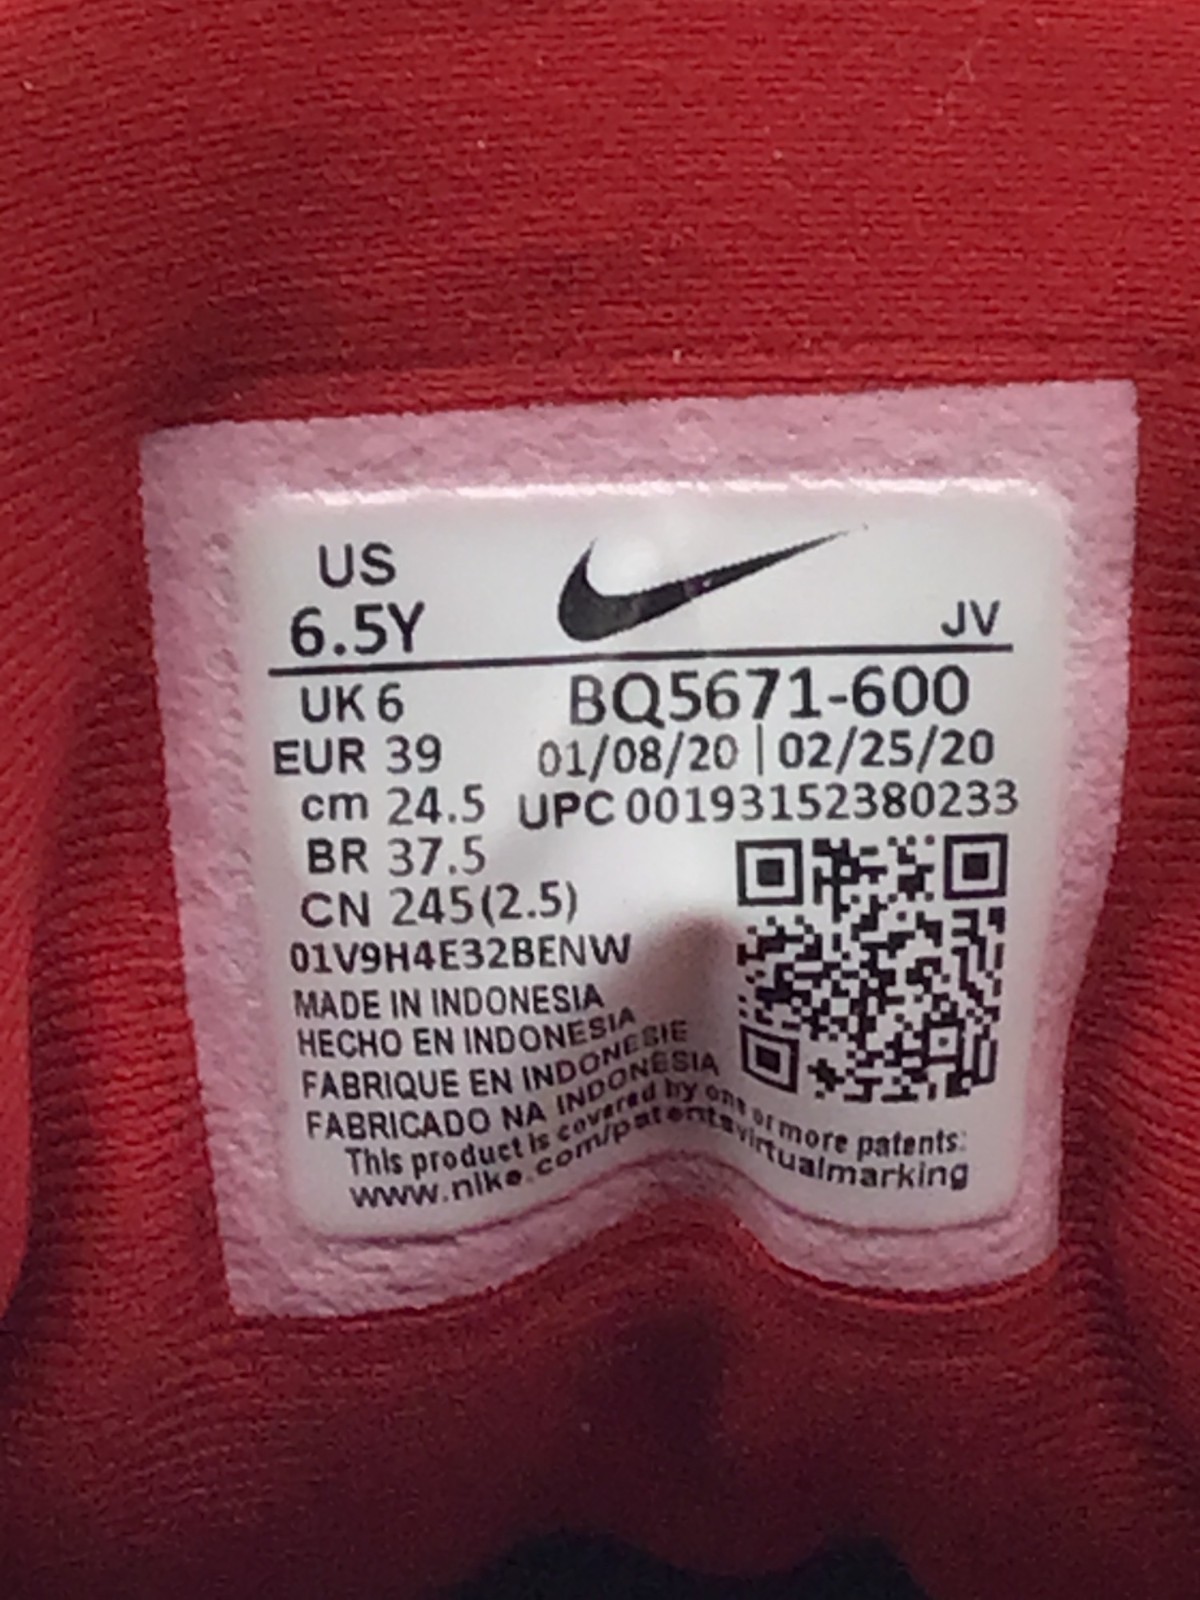 US
6.5Y
JV
UK 6
BQ5671-600
EUR 39
01/08/20 | 02/25/20
cm 24.5
UPC 00193152380233
BR 37.5
CN 245(2.5)
01V9H4E32BENW
MADE IN INDONESIA
HECHO EN INDONESIA
FABRIQUE EN INDONESIE
FABRICADO NA INDONESIA
This product is covered by one or more patents:
www.nike.com/patentsvirtualmarking